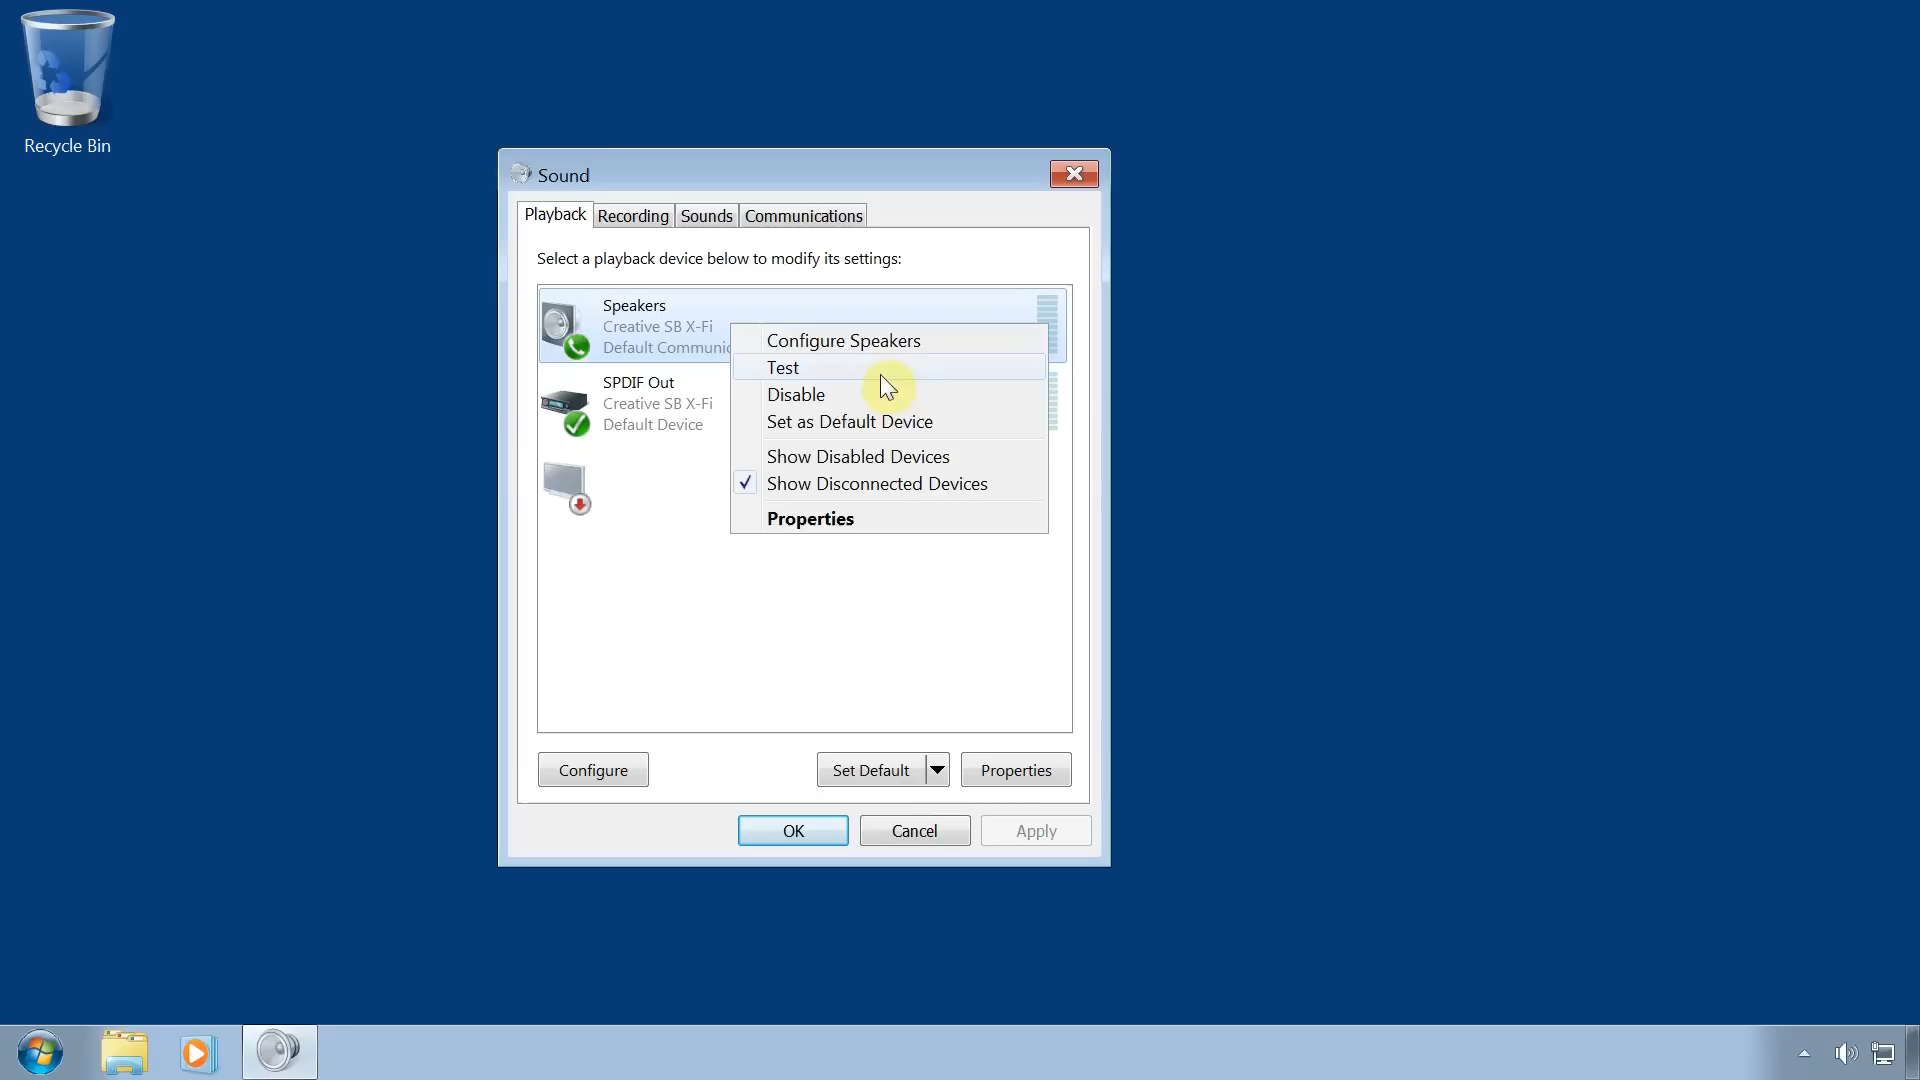 Recycle Bin
Sound
Playback
Recording
Sounds
Communications
Select a playback device below to modify its settings:
Speakers
Creative SB X-Fi
Default Communic
SPDIF Out
Creative SB X-Fi
Default Device
Configure Speakers
Test
Disable
Set as Default Device
Show Disabled Devices
Show Disconnected Devices
Properties
Configure
Set Default
Properties
OK
Cancel
Apply